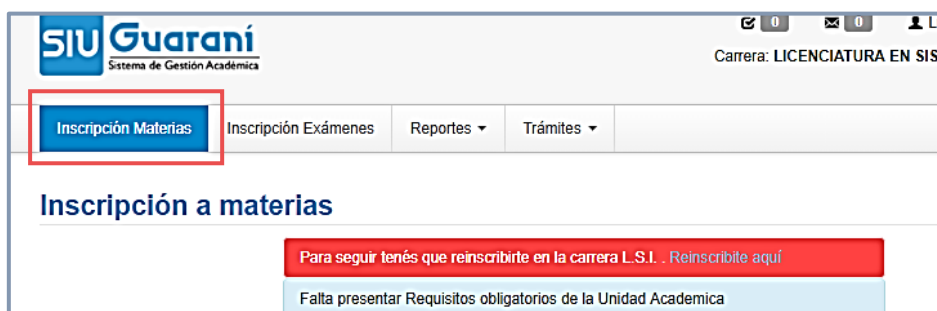 SIU Guaraní
Sistema de Gestión Académica
0 0 L
Carrera: LICENCIATURA EN SIS
Inscripción Materias Inscripción Exámenes Reportes Trámites
Inscripción a materias
Para seguir tenés que reinscribirte en la carrera L.S.I. . Reinscribite aquí
Falta presentar Requisitos obligatorios de la Unidad Academica